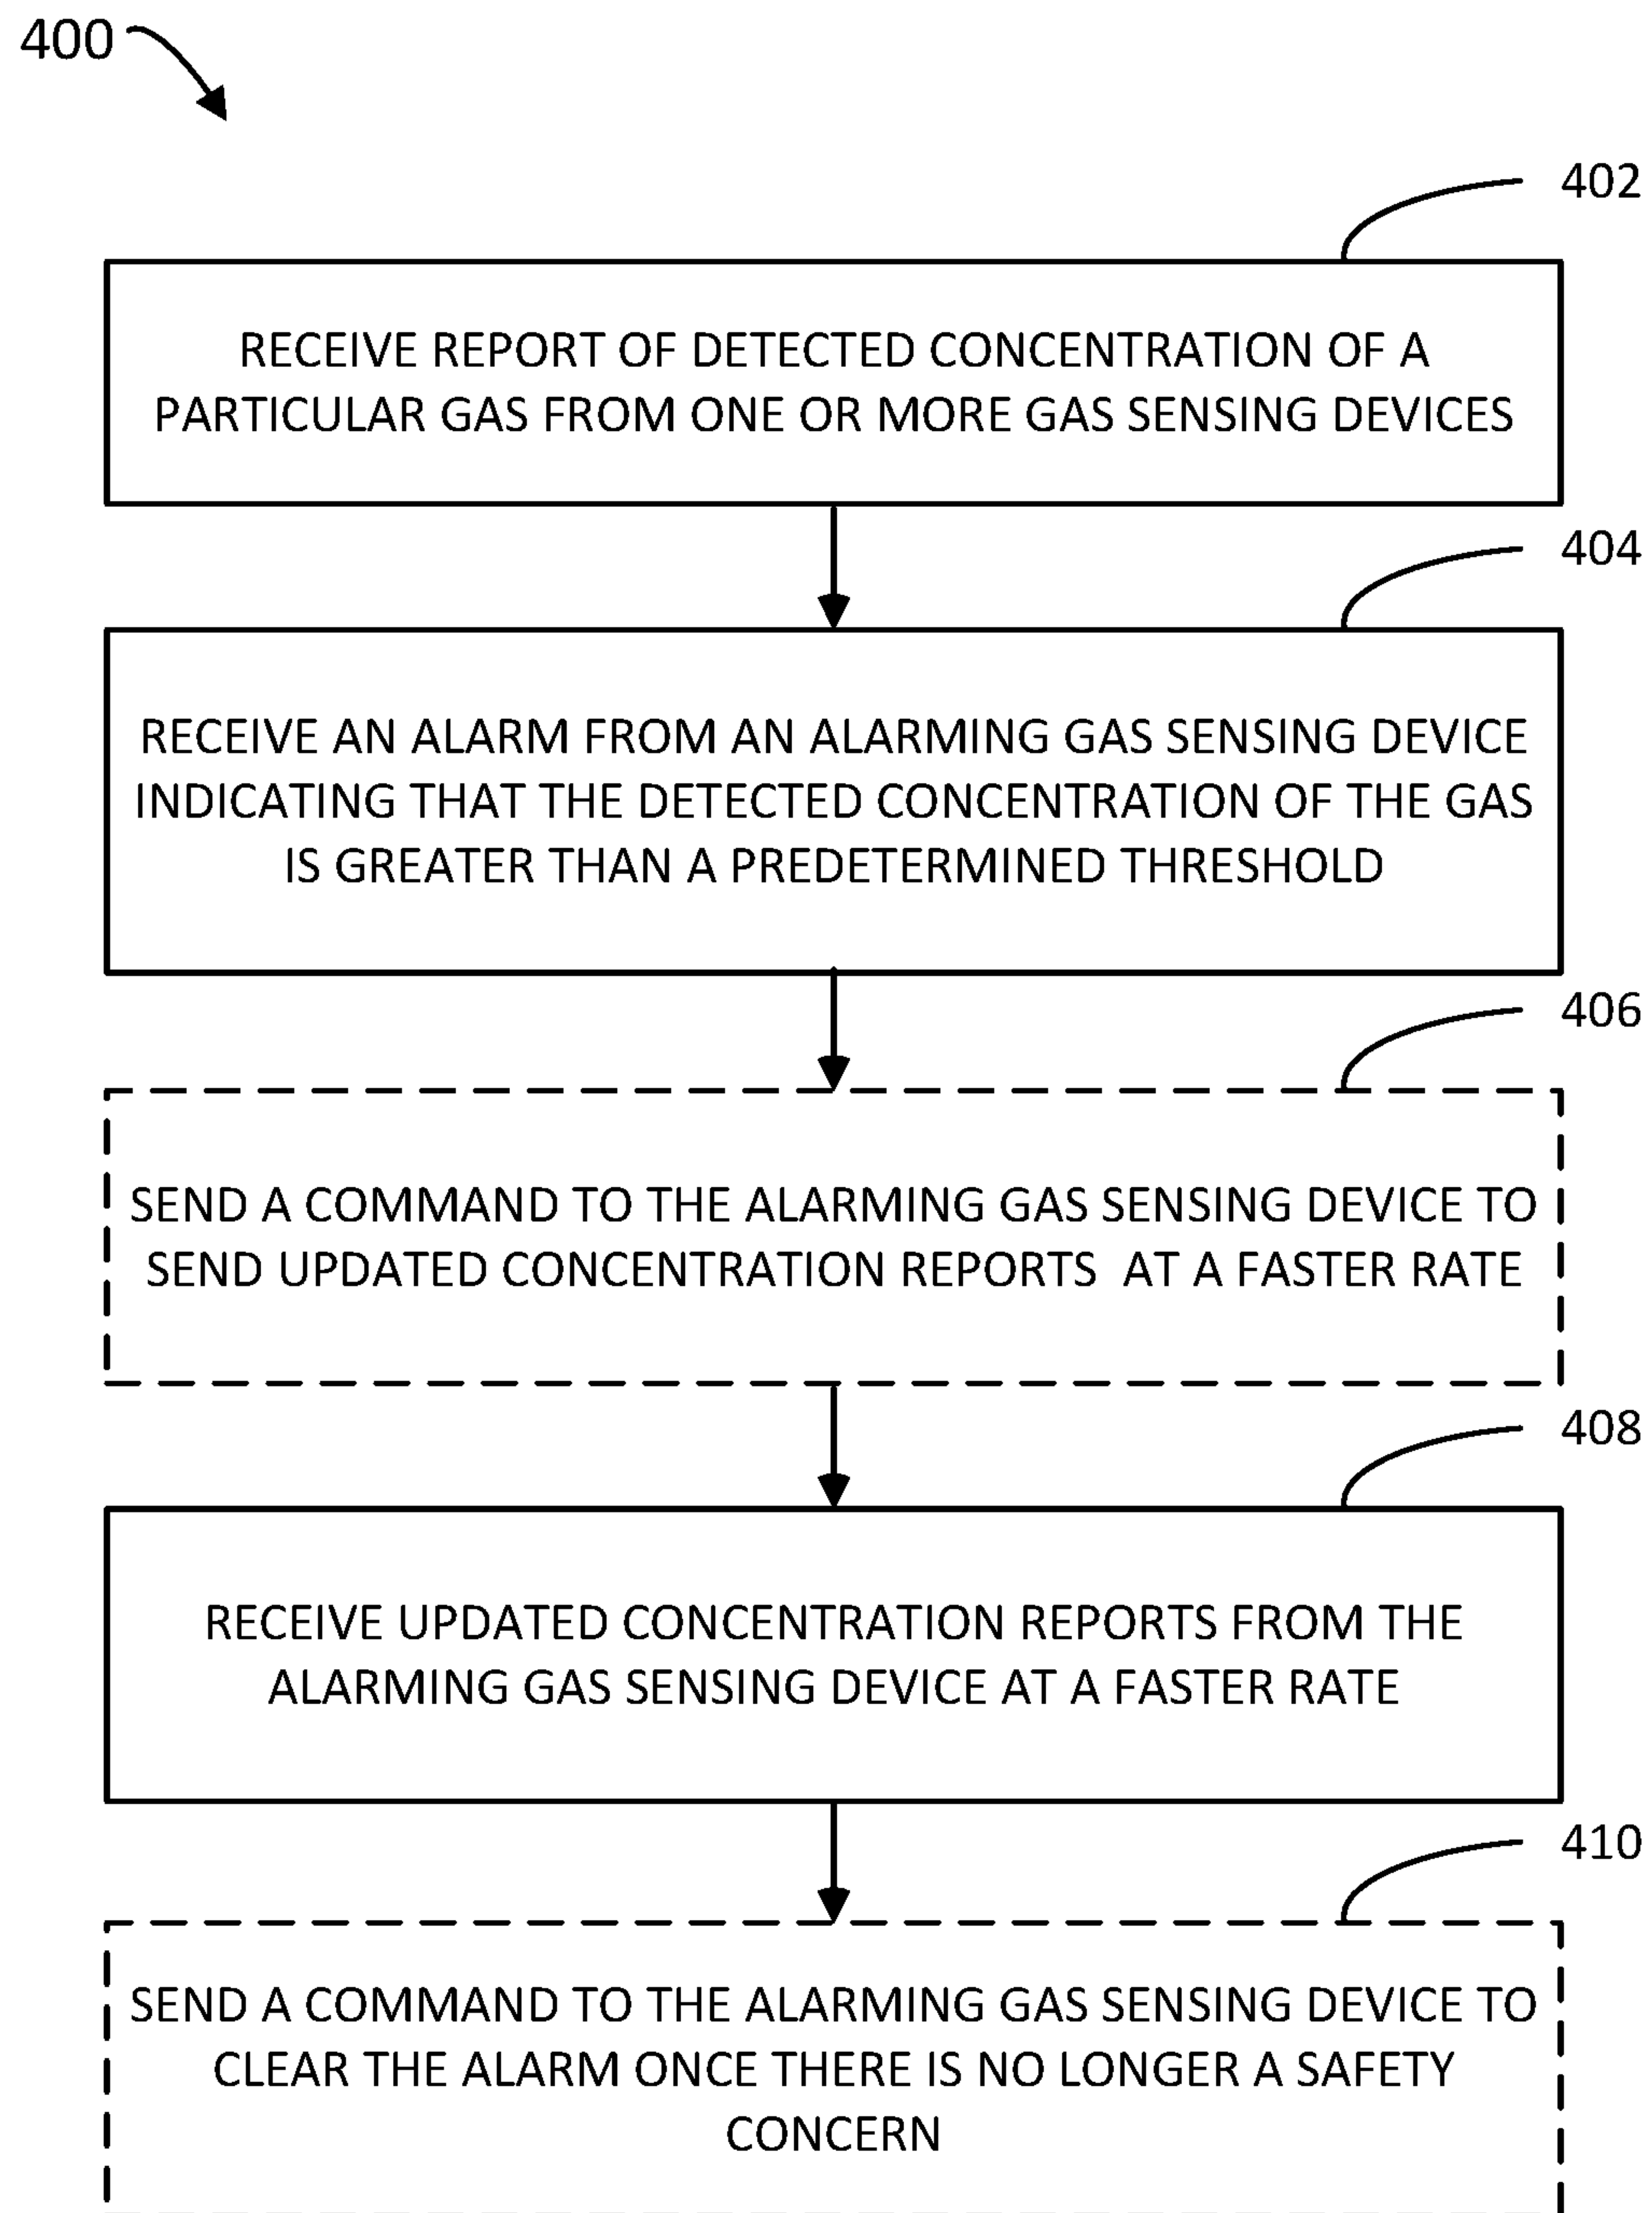 400
402
RECEIVE REPORT OF DETECTED CONCENTRATION OF A
PARTICULAR GAS FROM ONE OR MORE GAS SENSING DEVICES
404
RECEIVE AN ALARM FROM AN ALARMING GAS SENSING DEVICE
INDICATING THAT THE DETECTED CONCENTRATION OF THE GAS
IS GREATER THAN A PREDETERMINED THRESHOLD
406
SEND A COMMAND TO THE ALARMING GAS SENSING DEVICE TO
SEND UPDATED CONCENTRATION REPORTS AT A FASTER RATE
408
RECEIVE UPDATED CONCENTRATION REPORTS FROM THE
ALARMING GAS SENSING DEVICE AT A FASTER RATE
410
SEND A COMMAND TO THE ALARMING GAS SENSING DEVICE TO
CLEAR THE ALARM ONCE THERE IS NO LONGER A SAFETY
CONCERN